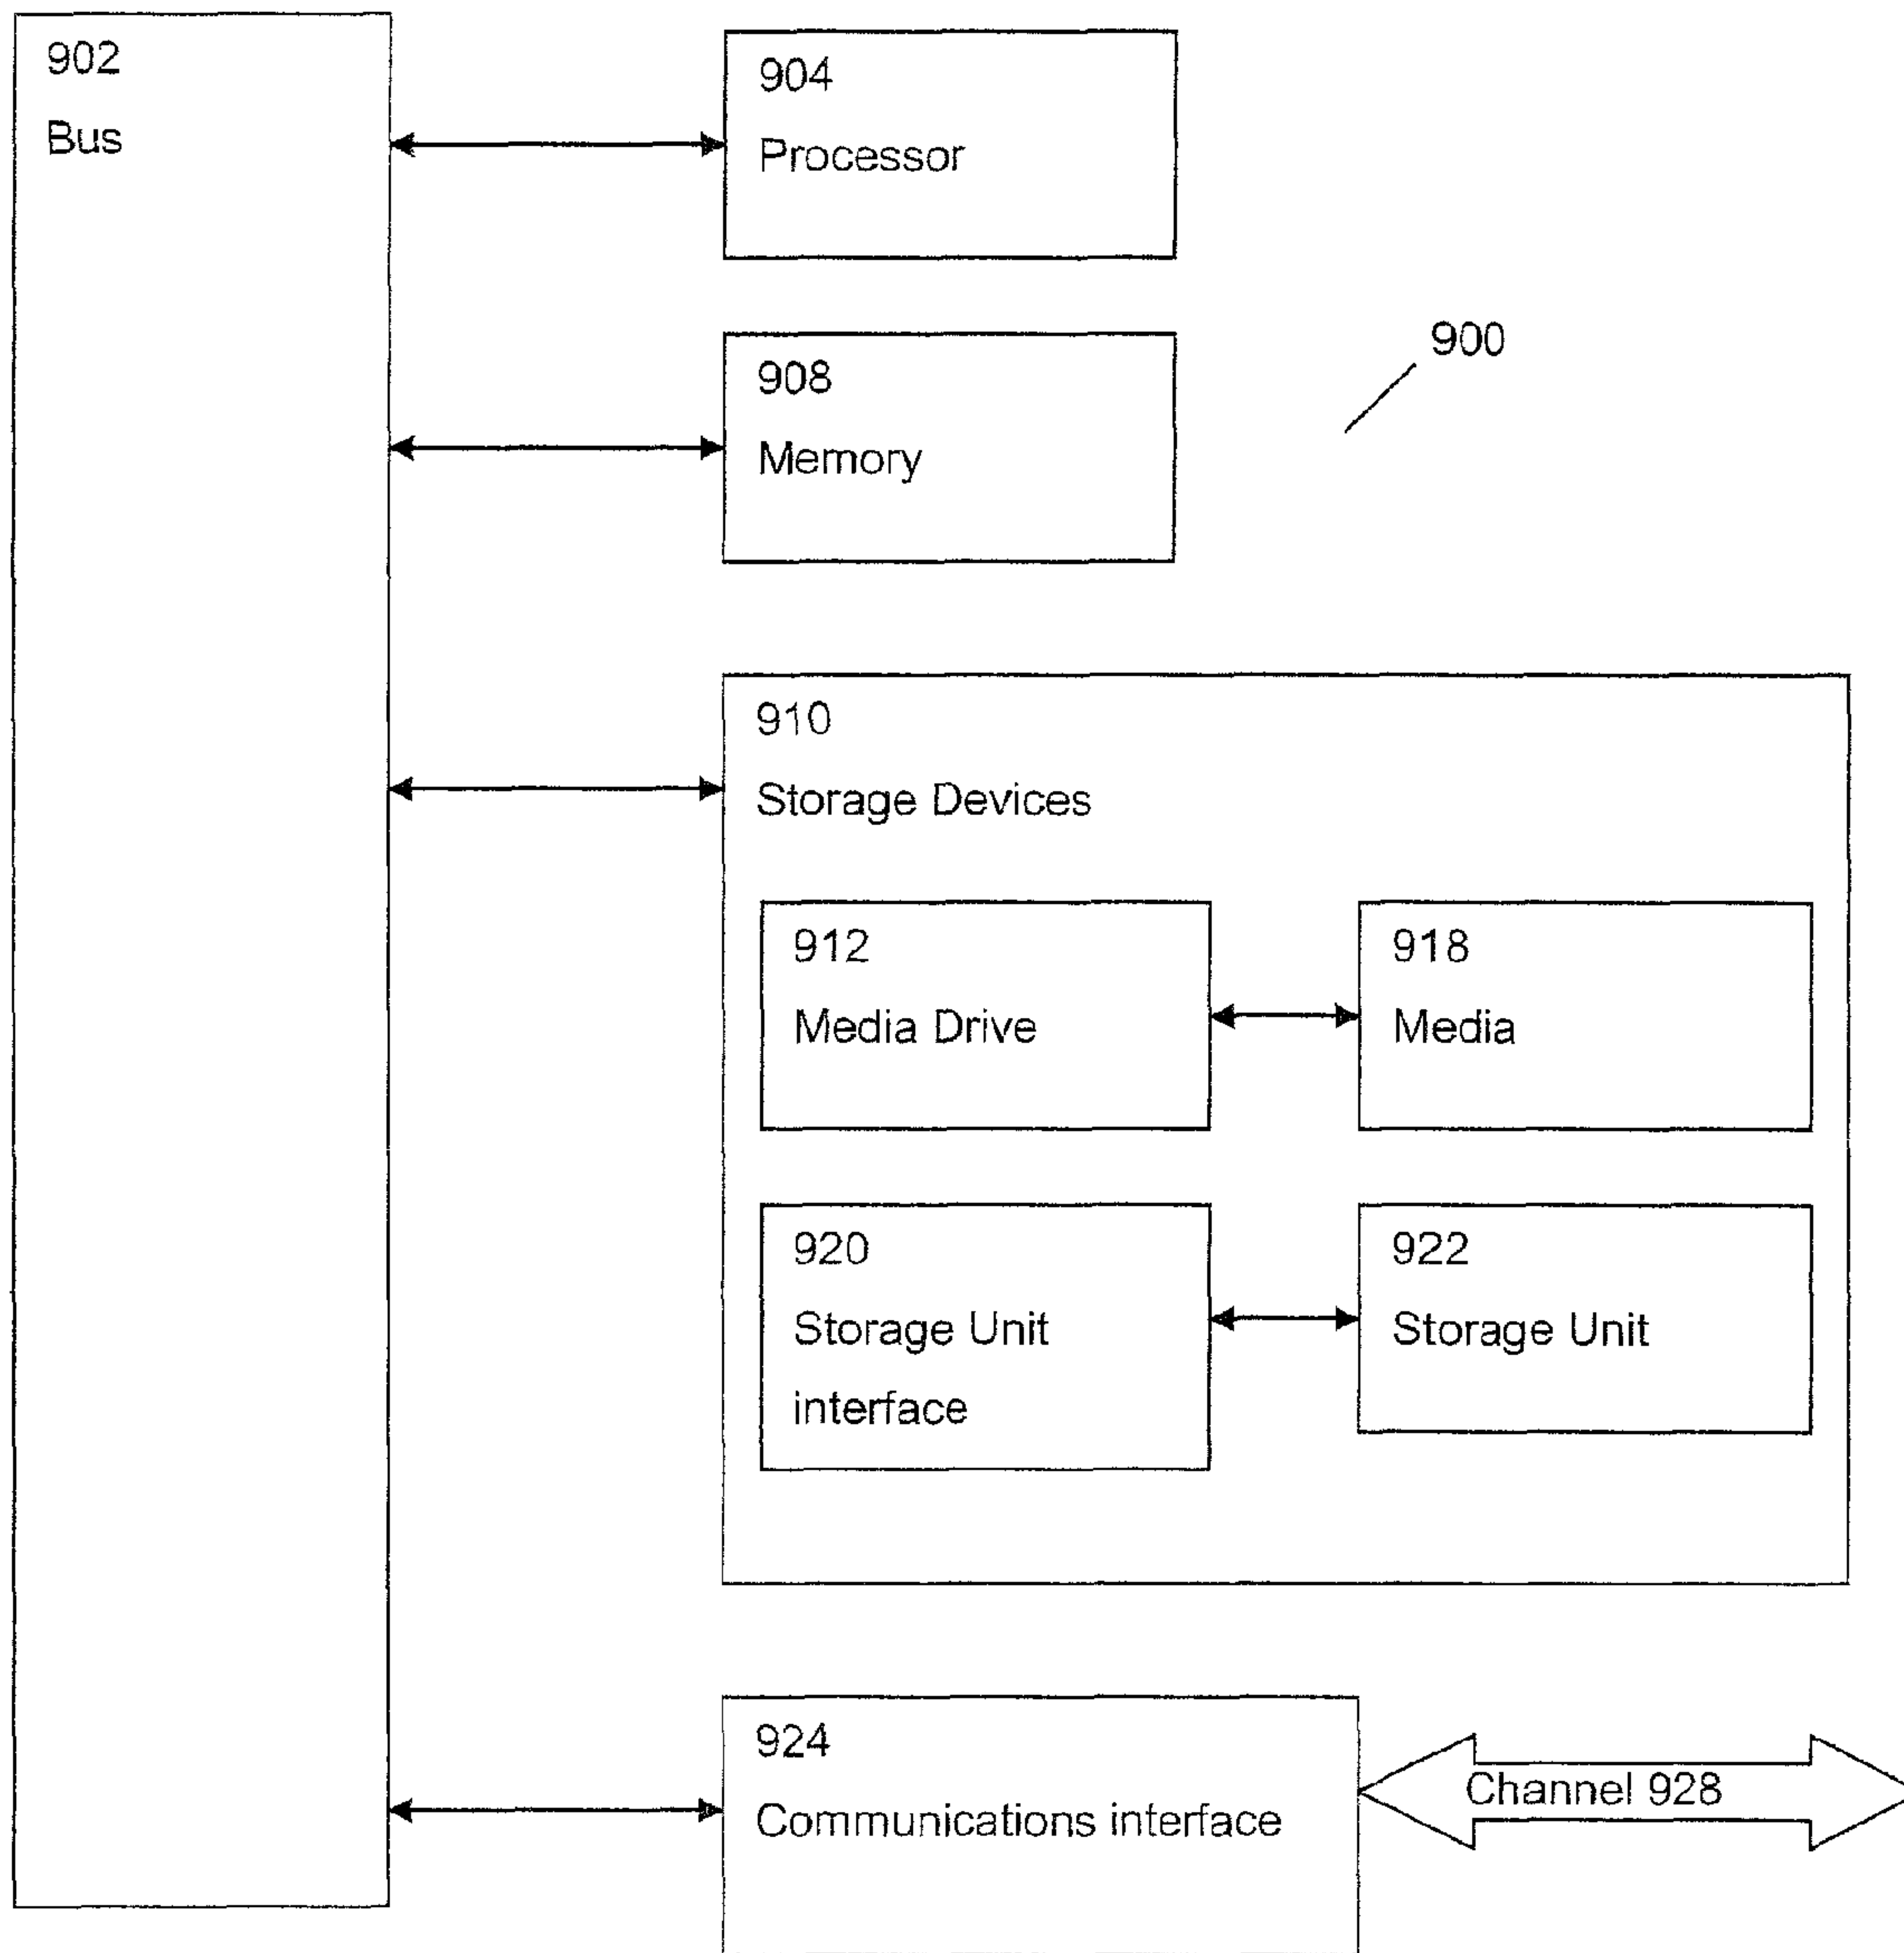 902
Bus
904
Processor
908
Memory
900
910
Storage Devices
912
Media Drive
918
Media
920
Storage Unit
interface
922
Storage Unit
924
Communications interface
Channel 928